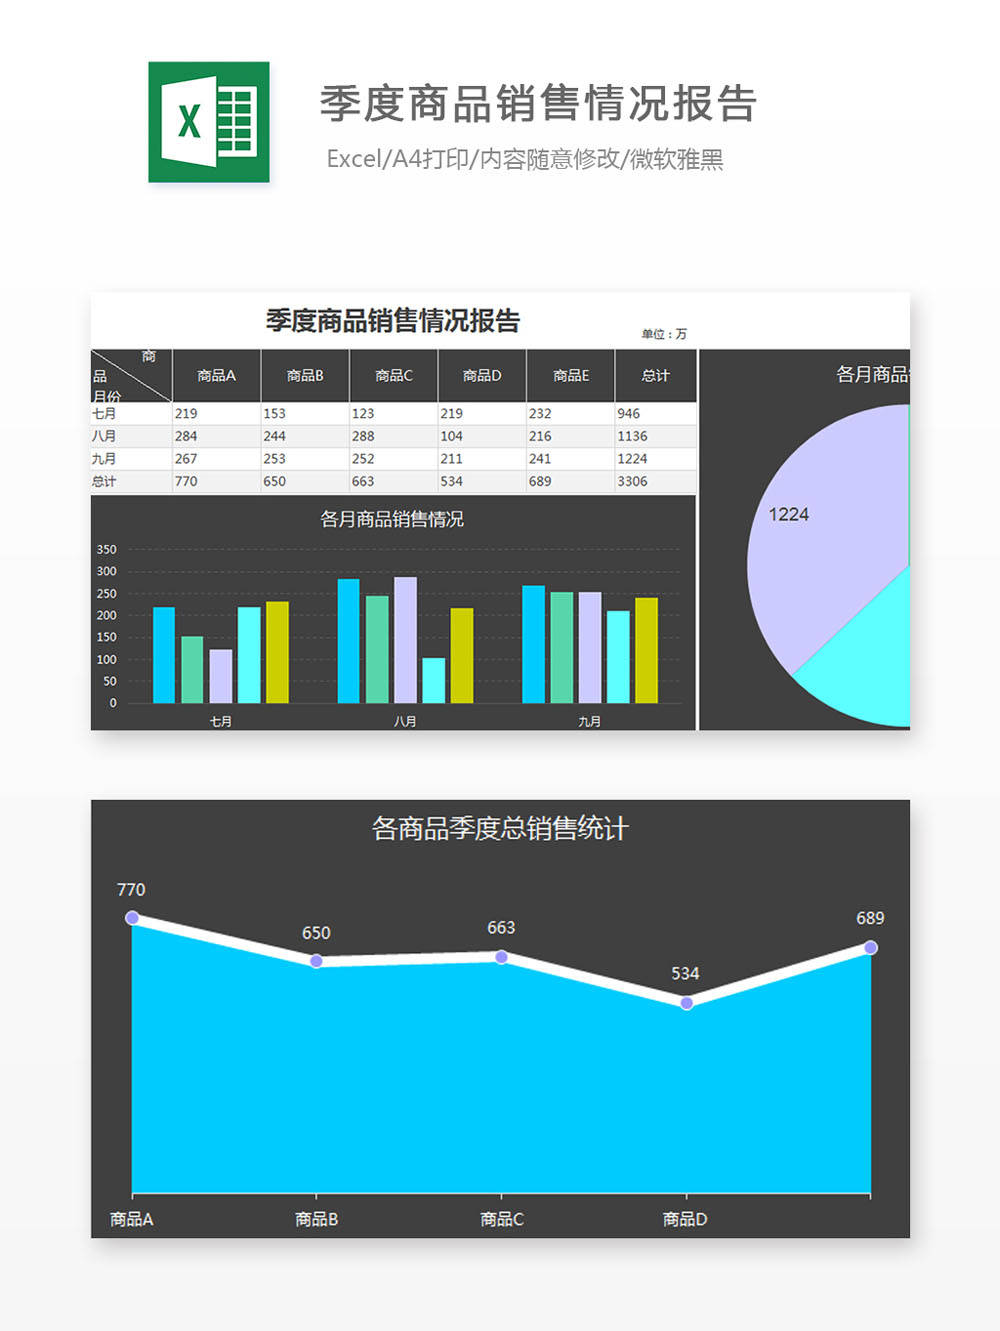 X
季度商品销售情况报告
Excel/A4打印/内容随意修改/微软雅黑
季度商品销售情况报告
单位：万
商
品
月份
商品A 商品B 商品C 商品D 商品E 总计
七月 219 153 123 219 232 946
八月 284 244 288 104 216 1136
九月 267 253 252 211 241 1224
总计 770 650 663 534 689 3306
各月商品销售情况
350
300
250
200
150
100
50
0
七月 八月 九月
各月商品
1224
各商品季度总销售统计
770 650 663 534 689
商品A 商品B 商品C 商品D